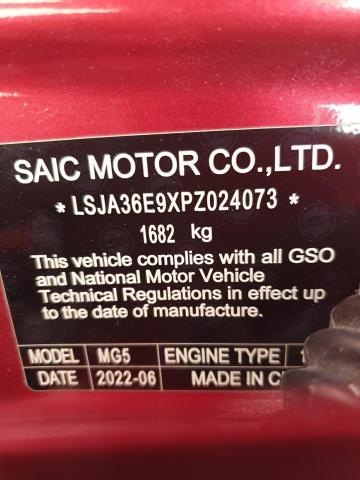 SAIC MOTOR CO.,LTD.
* LSJA36E9XPZ024073 *
1682 kg
This vehicle complies with all GSO
and National Motor Vehicle
Technical Regulations in effect up
to the date of manufacture.
MODEL MG5 ENGINE TYPE
DATE 2022-06 MADE IN